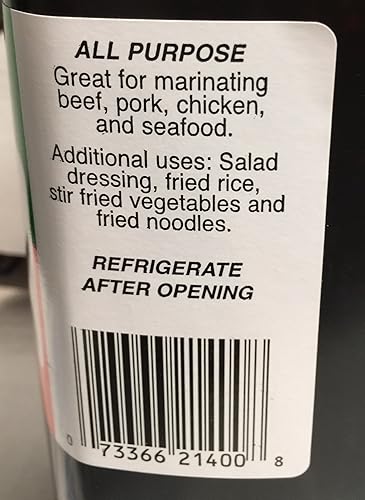 ALL PURPOSE
Great for marinating
beef, pork, chicken,
and seafood.
Additional uses: Salad
dressing, fried rice,
stir fried vegetables and
fried noodles.
REFRIGERATE
AFTER OPENING
0 73366 21400 8